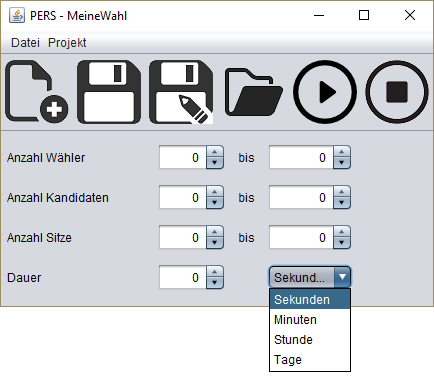 PERS - MeineWahl
Datei Projekt
Anzahl Wähler 0 bis 0
Anzahl Kandidaten 0 bis 0
Anzahl Sitze 0 bis 0
Dauer 0 Sekund...
Sekunden
Minuten
Stunde
Tage